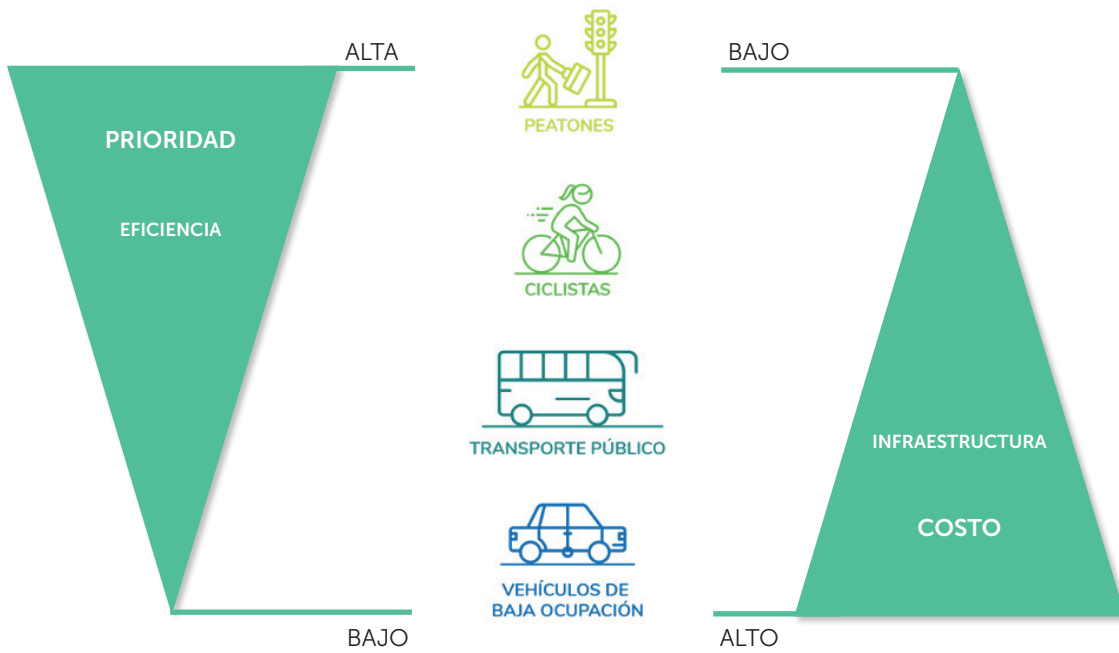 ALTA
BAJO
PEATONES
PRIORIDAD
EFICIENCIA
CICLISTAS
TRANSPORTE PÚBLICO
INFRAESTRUCTURA
COSTO
VEHÍCULOS DE
BAJA OCUPACIÓN
BAJO
ALTO